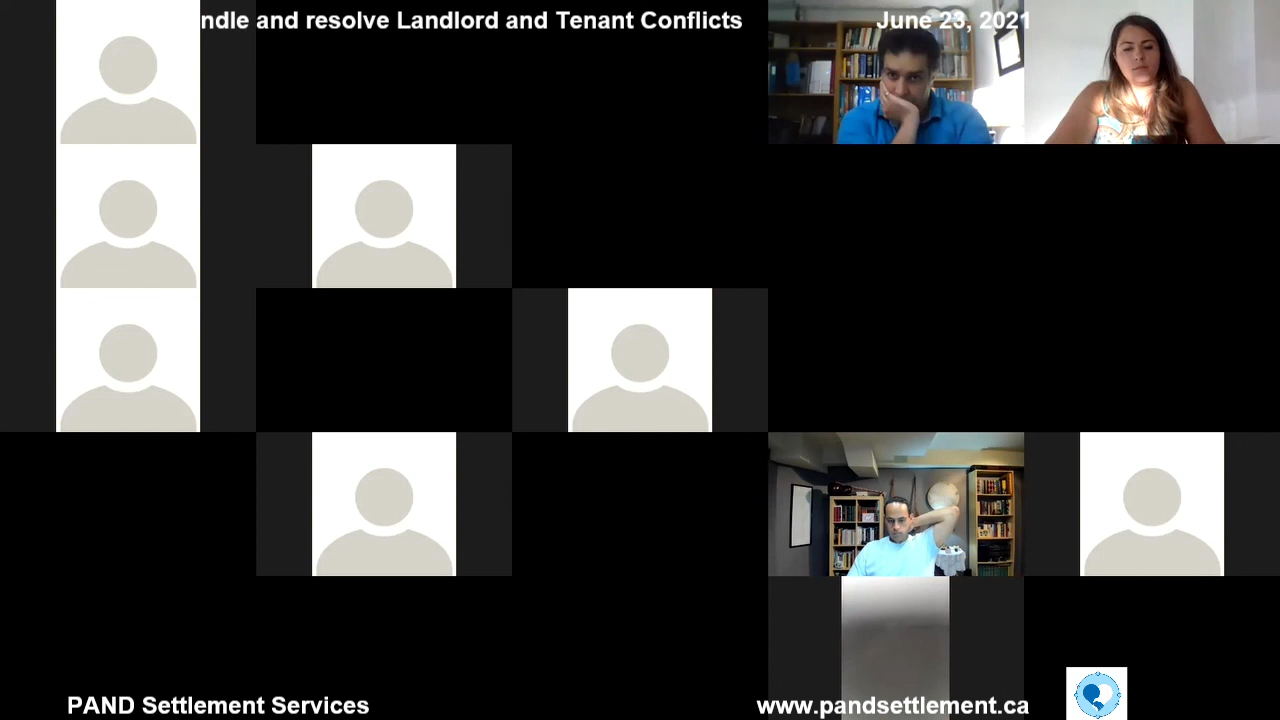 ndle and resolve Landlord and Tenant Conflicts
June 23, 2021
PAND Settlement Services
www.pandsettlement.ca